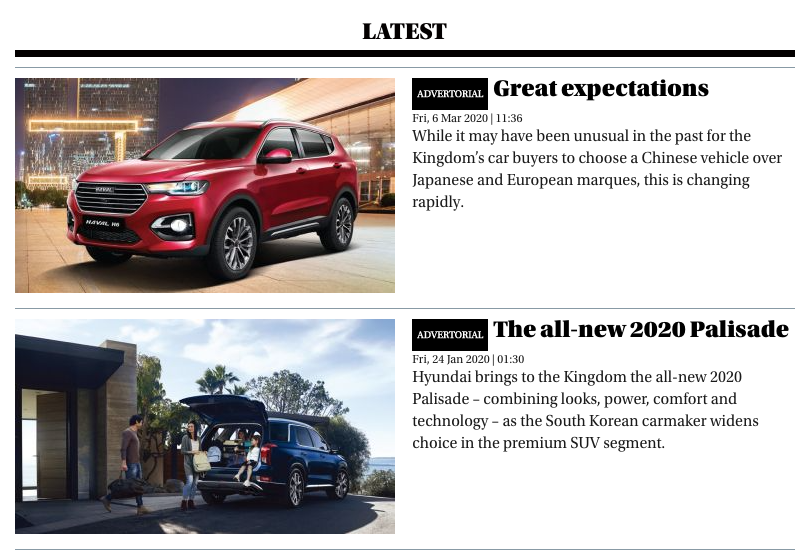 LATEST
ADVERTORIAL Great expectations
Fri, 6 Mar 2020 | 11:36
While it may have been unusual in the past for the
Kingdom's car buyers to choose a Chinese vehicle over
Japanese and European marques, this is changing
rapidly.
HAVAL
HAVAL H6
ADVERTORIAL The all-new 2020 Palisade
Fri, 24 Jan 2020 | 01:30
Hyundai brings to the Kingdom the all-new 2020
Palisade – combining looks, power, comfort and
technology – as the South Korean carmaker widens
choice in the premium SUV segment.